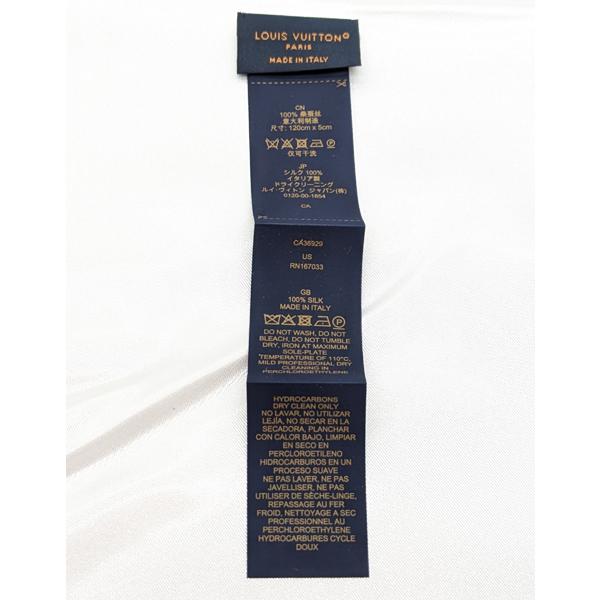 LOUIS VUITTON
PARIS
MADE IN ITALY
CN
100% 桑蚕丝
意大利制造
尺寸: 120cm x 5cm
仅可干洗
JP
シルク 100%
イタリア製
ドライクリーニング
ルイ・ヴィトン ジャパン(株)
0120-00-1854
CA
CA36929
US
RN167033
GB
100% SILK
MADE IN ITALY
P
DO NOT WASH, DO NOT
BLEACH, DO NOT TUMBLE
DRY, IRON AT MAXIMUM
SOLE-PLATE
TEMPERATURE OF 110°C,
MILD PROFESSIONAL DRY
CLEANING IN
PERCHLOROETHYLENE
HYDROCARBONS
DRY CLEAN ONLY
NO LAVAR, NO UTILIZAR
LEJÍA, NO SECAR EN LA
SECADORA, PLANCHAR
CON CALOR BAJO, LIMPIAR
EN SECO EN
PERCLOROETILENO
HIDROCARBUROS EN UN
PROCESO SUAVE
NE PAS LAVER, NE PAS
JAVELLISER, NE PAS
UTILISER DE SÈCHE-LINGE,
REPASSAGE AU FER
FROID, NETTOYAGE A SEC
PROFESSIONNEL AU
PERCHLOROETHYLENE
HYDROCARBURES CYCLE
DOUX